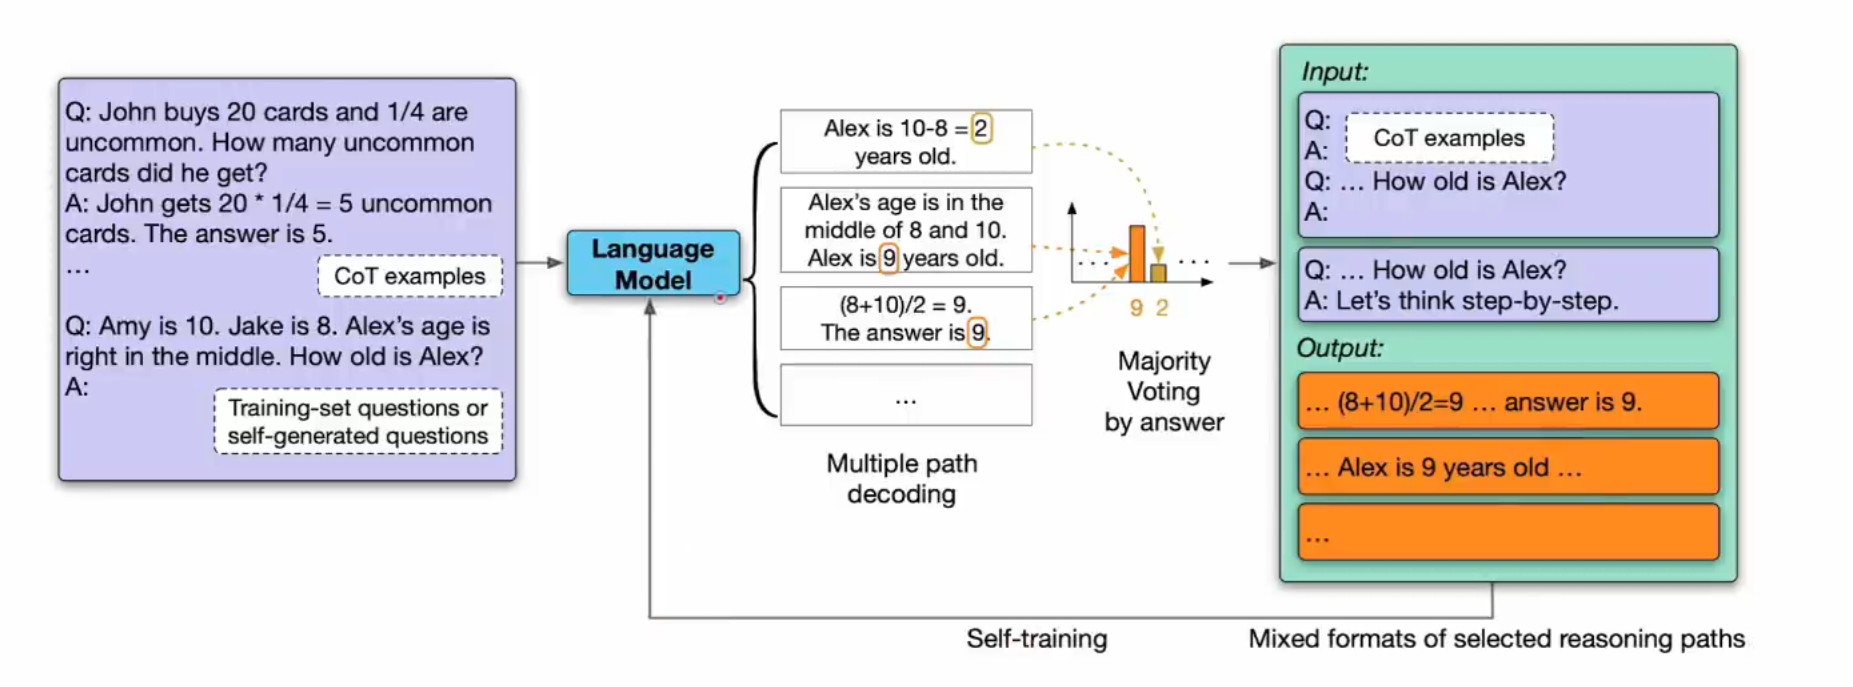 Q: John buys 20 cards and 1/4 are
uncommon. How many uncommon
cards did he get?
A: John gets 20 * 1/4 = 5 uncommon
cards. The answer is 5.
...
CoT examples
Q: Amy is 10. Jake is 8. Alex's age is
right in the middle. How old is Alex?
A:
Training-set questions or
self-generated questions
Language
Model
Alex is 10-8 = 2
years old.
Alex's age is in the
middle of 8 and 10.
Alex is 9 years old.
(8+10)/2 = 9.
The answer is 9.
...
Multiple path
decoding
... ...
9 2
Majority
Voting
by answer
Input:
Q:
A:
CoT examples
Q: ... How old is Alex?
A:
Q: ... How old is Alex?
A: Let's think step-by-step.
Output:
... (8+10)/2=9 ... answer is 9.
... Alex is 9 years old ...
...
Self-training
Mixed formats of selected reasoning paths